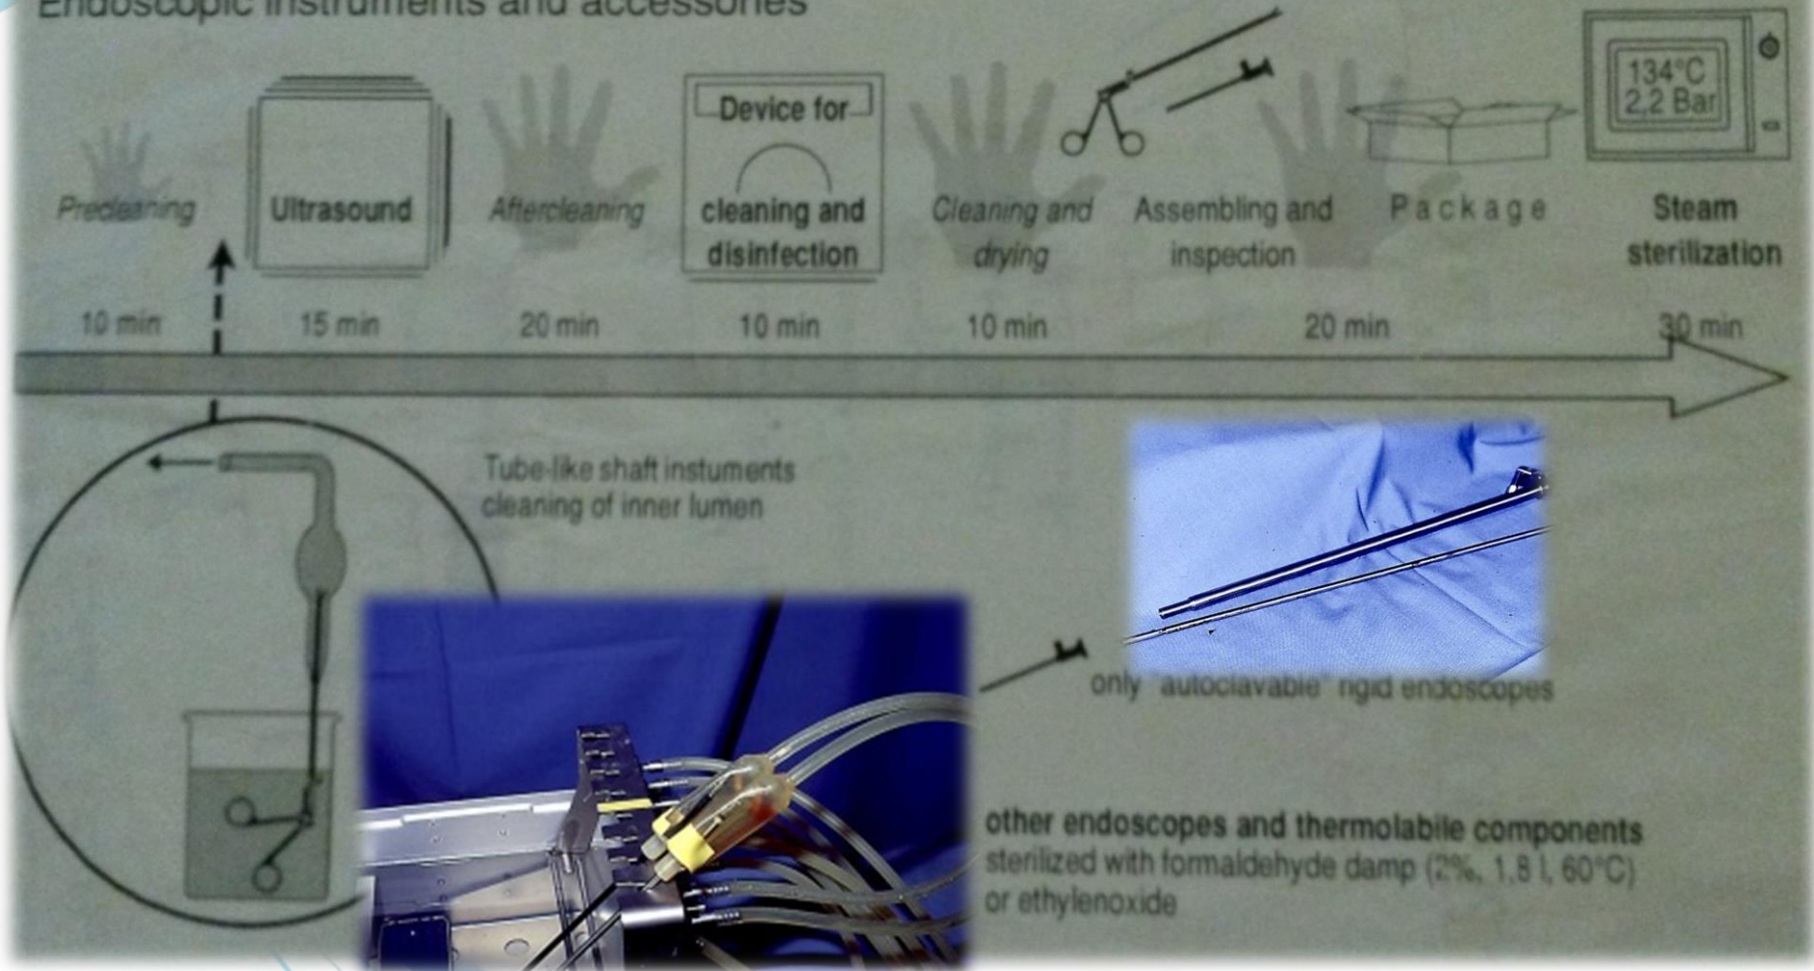 Endoscopic instruments and accessories
Precleaning
Ultrasound
Aftercleaning
Device for
cleaning and
disinfection
Cleaning and
drying
Assembling and
inspection
Package
134°C
2,2 Bar
Steam
sterilization
10 min
15 min
20 min
10 min
10 min
20 min
30 min
Tube-like shaft instuments
cleaning of inner lumen
only "autoclavable" rigid endoscopes
other endoscopes and thermolabile components
sterilized with formaldehyde damp (2%, 1,8 l, 60°C)
or ethylenoxide